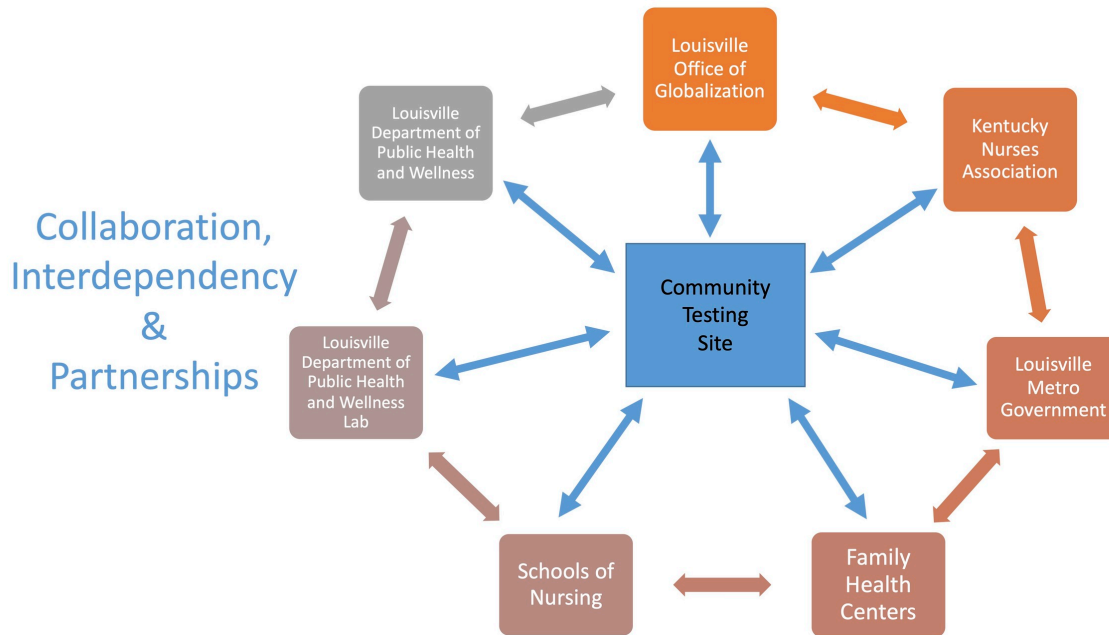 Collaboration,
Interdependency
&
Partnerships
Louisville
Office of
Globalization
Kentucky
Nurses
Association
Louisville
Metro
Government
Family
Health
Centers
Schools of
Nursing
Louisville
Department of
Public Health
and Wellness
Lab
Louisville
Department of
Public Health
and Wellness
Community
Testing
Site